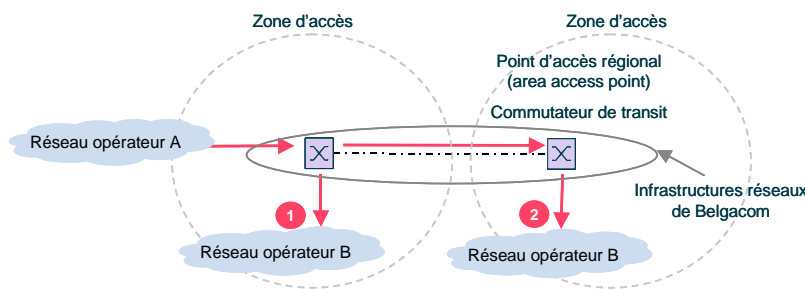 Zone d'accès
Zone d'accès
Point d'accès régional
(area access point)
Commutateur de transit
Réseau opérateur A
Infrastructures réseaux
de Belgacom
1
2
Réseau opérateur B
Réseau opérateur B